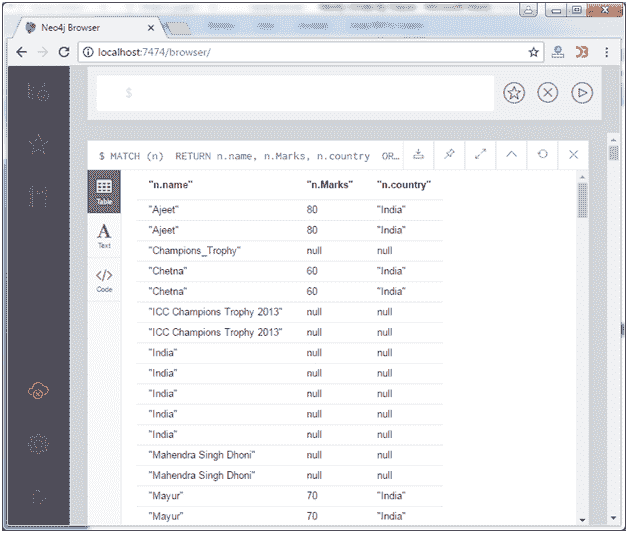 Neo4j Browser
localhost:7474/browser/
$
$ MATCH (n) RETURN n.name, n.Marks, n.country OR...
Table
Text
Code
"n.name" "n.Marks" "n.country"
"Ajeet" 80 "India"
"Ajeet" 80 "India"
"Champions_Trophy" null null
"Chetna" 60 "India"
"Chetna" 60 "India"
"ICC Champions Trophy 2013" null null
"ICC Champions Trophy 2013" null null
"India" null null
"India" null null
"India" null null
"India" null null
"India" null null
"Mahendra Singh Dhoni" null null
"Mahendra Singh Dhoni" null null
"Mayur" 70 "India"
"Mayur" 70 "India"